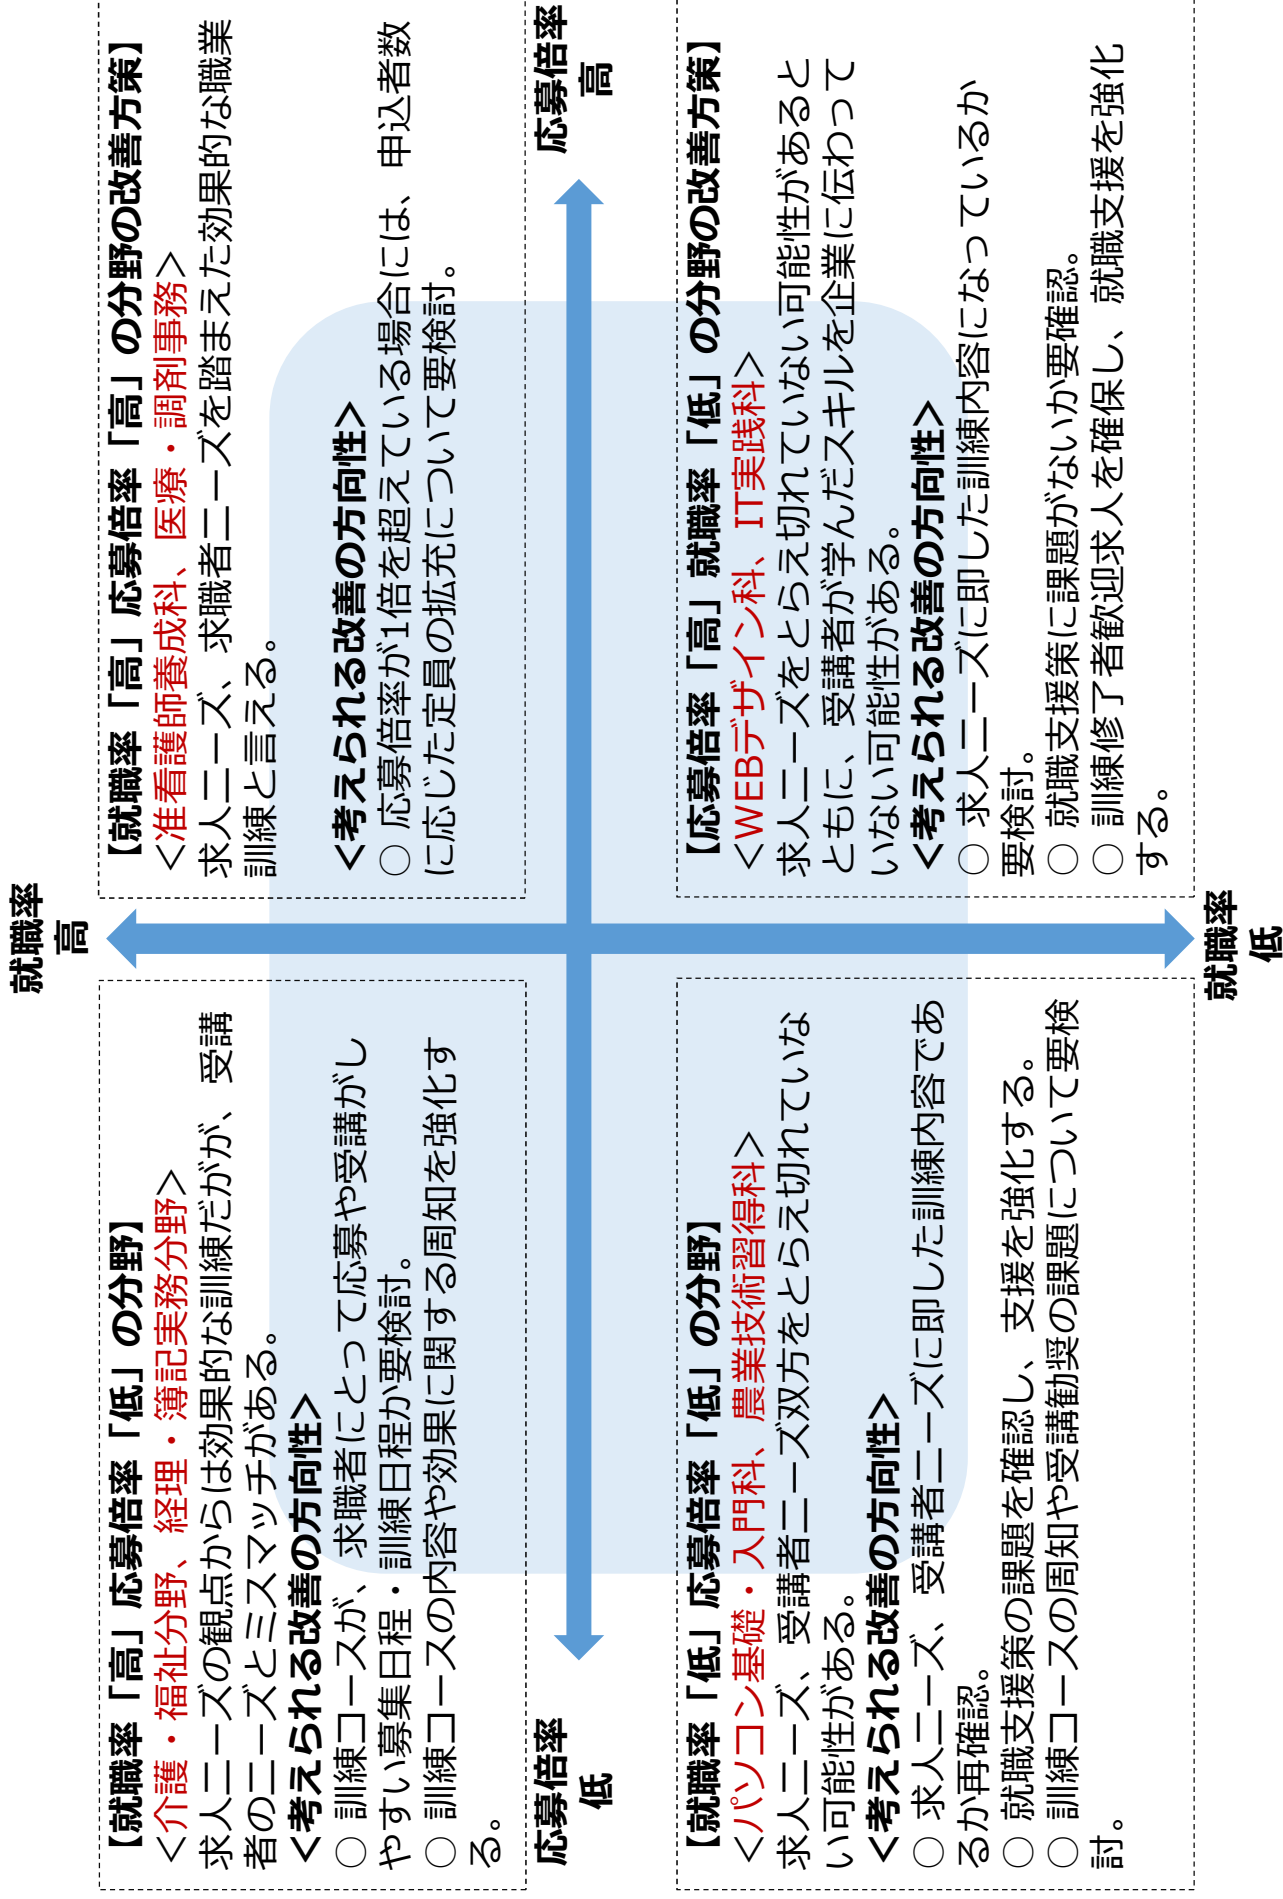 就職率
高
【就職率「高」応募倍率「低」の分野】
＜介護・福祉分野、経理・簿記実務分野＞
求人ニーズの観点からは効果的な訓練だがが、受講
者のニーズとミスマッチがある。
＜考えられる改善の方向性＞
○ 訓練コースが、求職者にとって応募や受講がし
やすい募集日程・訓練日程か要検討。
○ 訓練コースの内容や効果に関する周知を強化す
る。
【就職率「高」応募倍率「高」の分野の改善方策】
＜准看護師養成科、医療・調剤事務＞
求人ニーズ、求職者ニーズを踏まえた効果的な職業
訓練と言える。
＜考えられる改善の方向性＞
○ 応募倍率が1倍を超えている場合には、申込者数
に応じた定員の拡充について要検討。
応募倍率
低
応募倍率
高
【就職率「低」応募倍率「低」の分野】
＜パソコン基礎・入門科、農業技術習得科＞
求人ニーズ、受講者ニーズ双方をとらえ切れていな
い可能性がある。
＜考えられる改善の方向性＞
○ 求人ニーズ、受講者ニーズに即した訓練内容であ
るか再確認。
○ 就職支援策の課題を確認し、支援を強化する。
○ 訓練コースの周知や受講勧奨の課題について要検
討。
【応募倍率「高」就職率「低」の分野の改善方策】
＜WEBデザイン科、IT実践科＞
求人ニーズをとらえ切れていない可能性があると
ともに、受講者が学んだスキルを企業に伝わって
いない可能性がある。
＜考えられる改善の方向性＞
○ 求人ニーズに即した訓練内容になっているか
要検討。
○ 就職支援策に課題がないか要確認。
○ 訓練修了者歓迎求人を確保し、就職支援を強化
する。
就職率
低